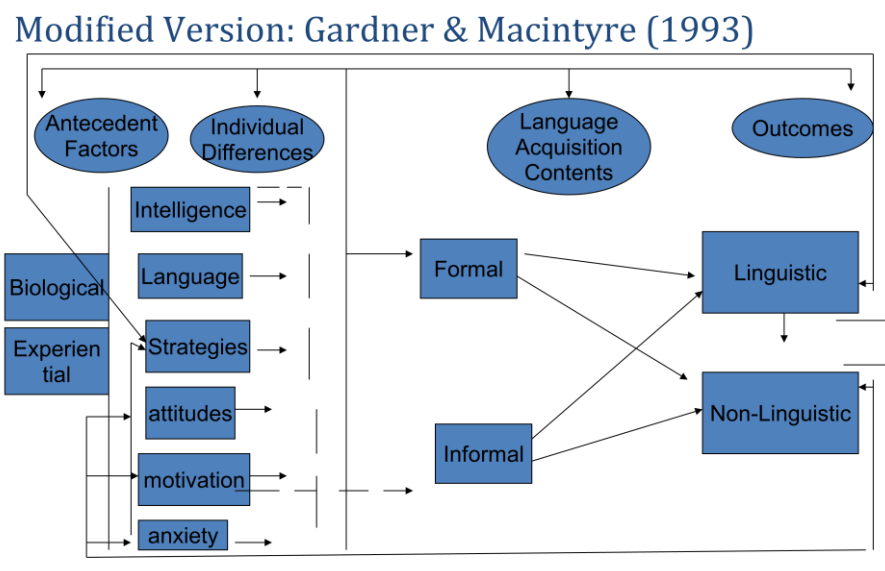 Modified Version: Gardner & Macintyre (1993)
Antecedent
Factors
Individual
Differences
Language
Acquisition
Contents
Outcomes
Intelligence
Biological
Language
Formal
Linguistic
Experien
tial
Strategies
attitudes
Non-Linguistic
motivation
Informal
anxiety